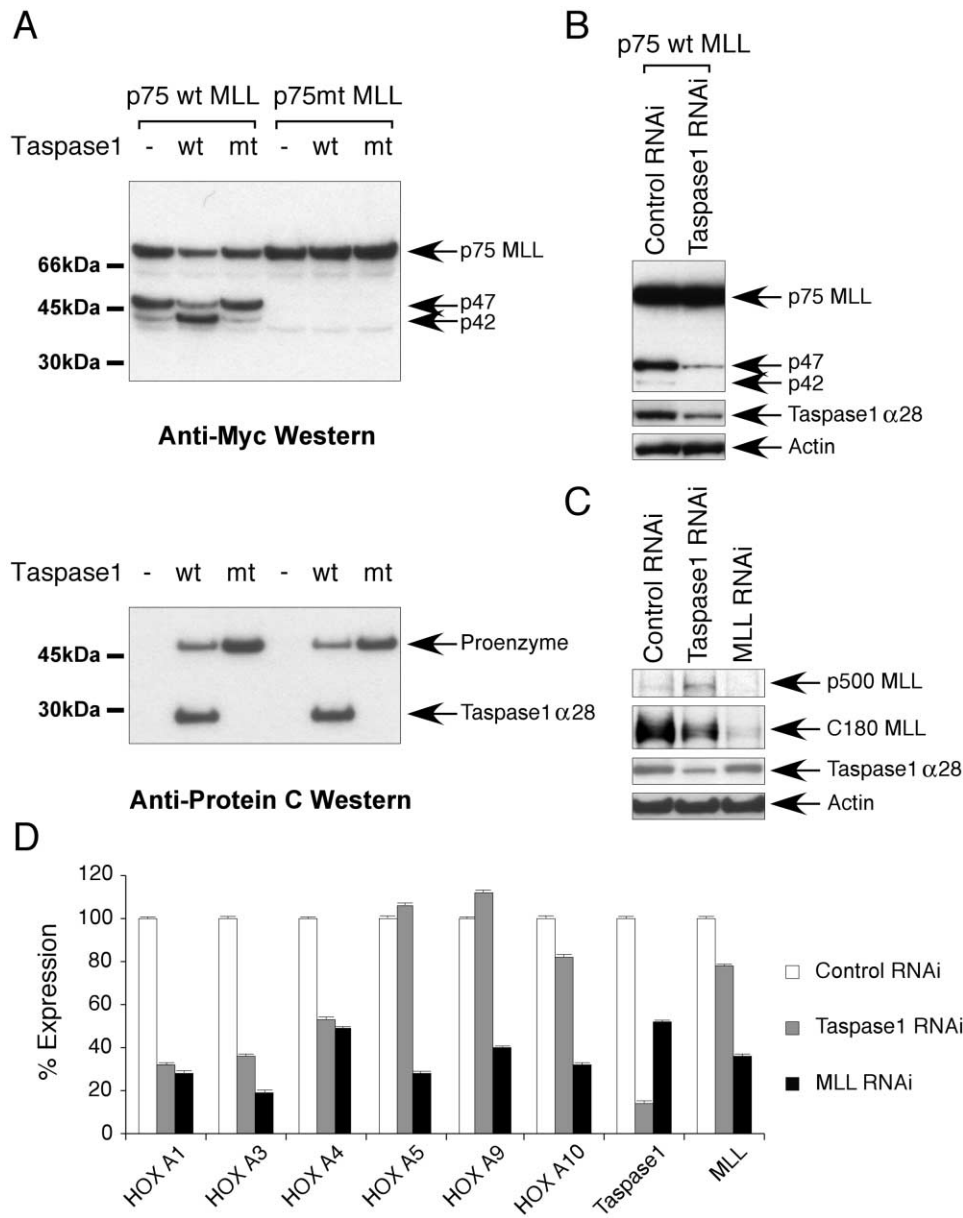 A
p75 wt MLL p75mt MLL
Taspase1 - wt mt - wt mt
66kDa
45kDa
30kDa
p75 MLL
p47
p42
Anti-Myc Western
Taspase1 - wt mt - wt mt
45kDa
30kDa
Proenzyme
Taspase1 α28
Anti-Protein C Western
B
p75 wt MLL
Control RNAi
Taspase1 RNAi
p75 MLL
p47
p42
Taspase1 α28
Actin
C
Control RNAi
Taspase1 RNAi
MLL RNAi
p500 MLL
C180 MLL
Taspase1 α28
Actin
D
% Expression
120
100
80
60
40
20
0
HOX A1
HOX A3
HOX A4
HOX A5
HOX A9
HOX A10
Taspase1
MLL
Control RNAi
Taspase1 RNAi
MLL RNAi